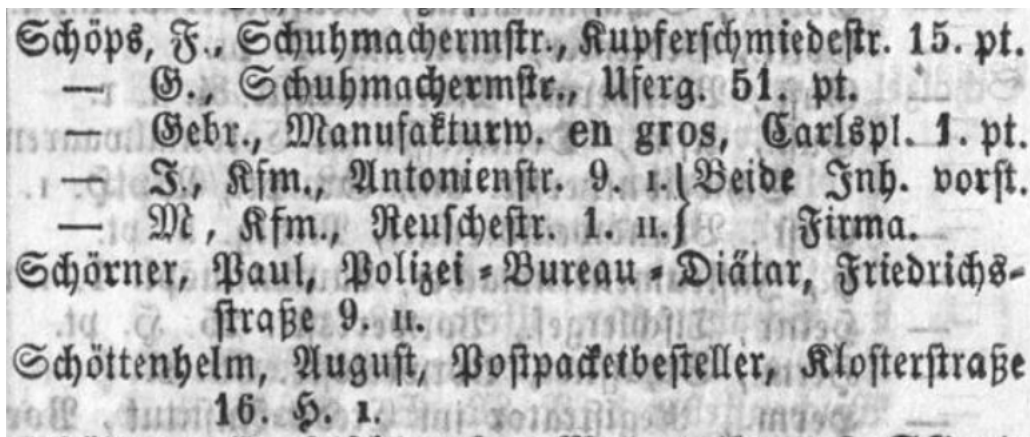 Schöps, F., Schuhmachermstr., Kupferschmiedestr. 15. pt.
— G., Schuhmachermstr., Uferg. 51. pt.
— Gebr., Manufakturw. en gros, Carlspl. 1. pt.
— J., Kfm., Antonienstr. 9. I. } Beide Inh. vorst.
— M, Kfm., Reuschestr. 1. II. } Firma.
Schörner, Paul, Polizei-Bureau-Diätar, Friedrichs-
straße 9. II.
Schöttenhelm, August, Postpacketbesteller, Klosterstraße
16. H. I.